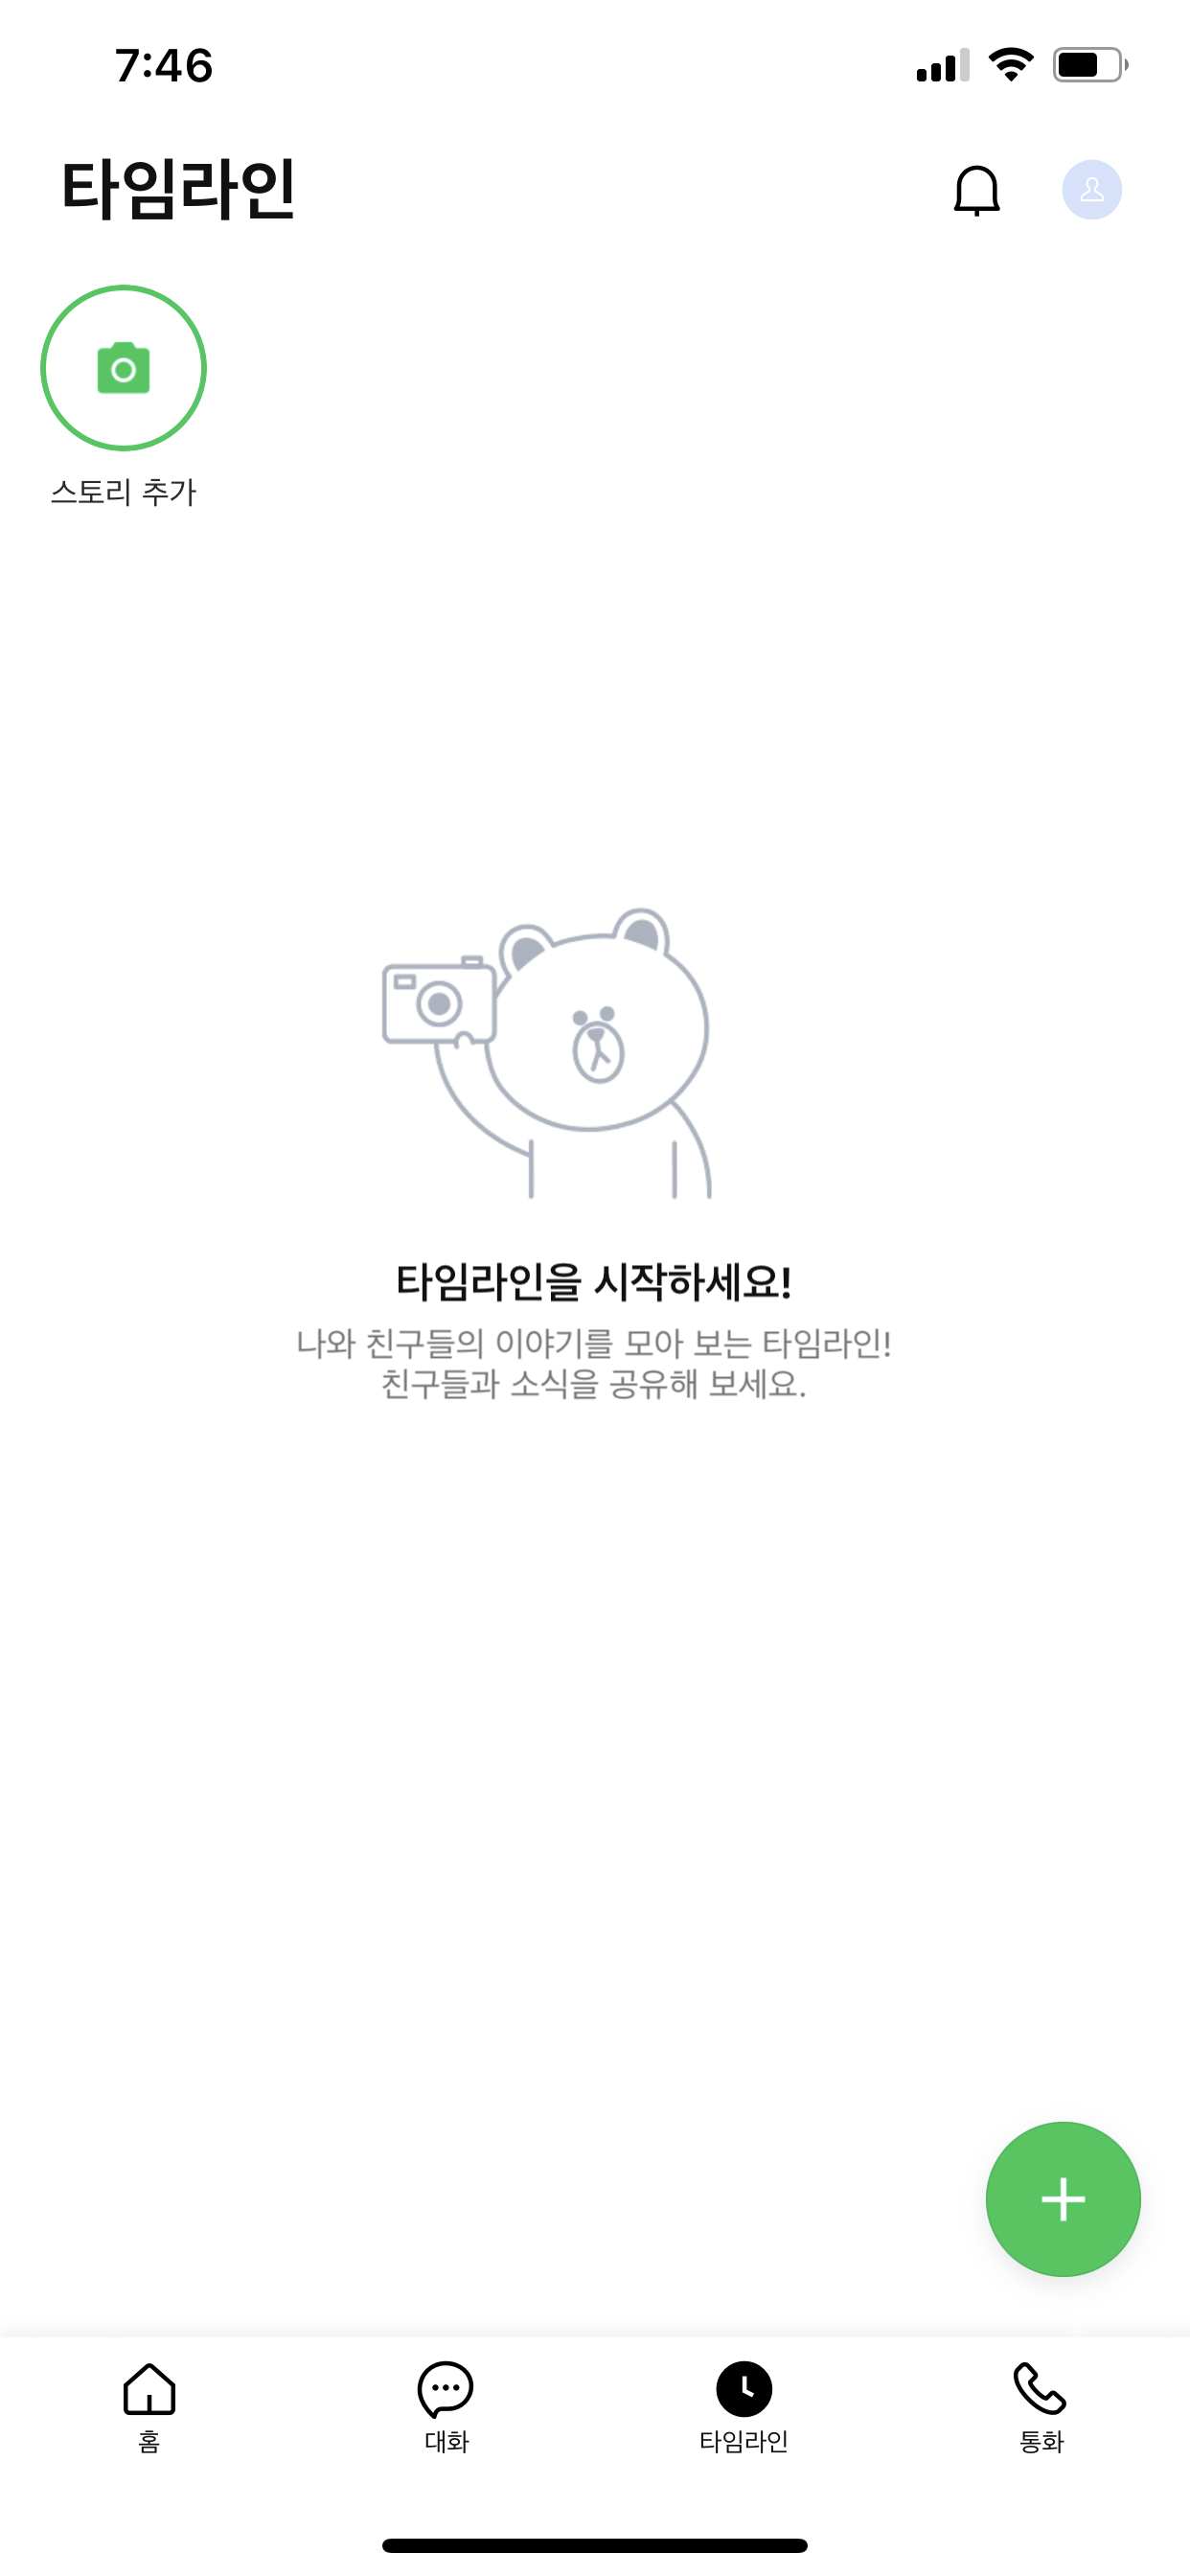 7:46
타임라인
스토리 추가
타임라인을 시작하세요!
나와 친구들의 이야기를 모아 보는 타임라인!
친구들과 소식을 공유해 보세요.
홈
대화
타임라인
통화